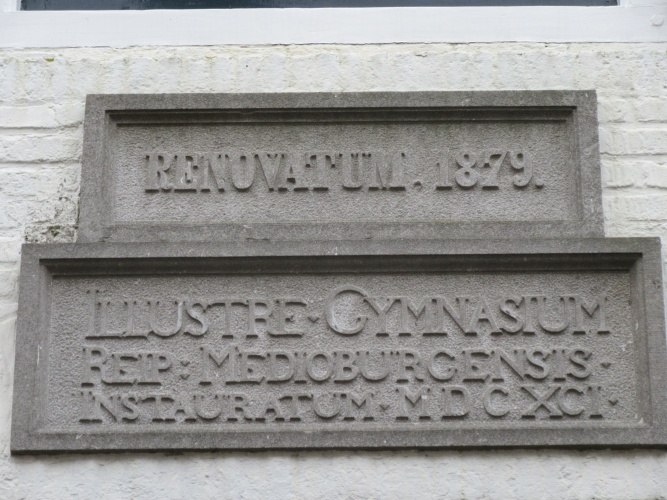 RENOVATUM. 1879.
ILLUSTRE · GYMNASIUM
REIP · MEDIOBURGENSIS ·
INSTAURATUM · MDCXCI ·